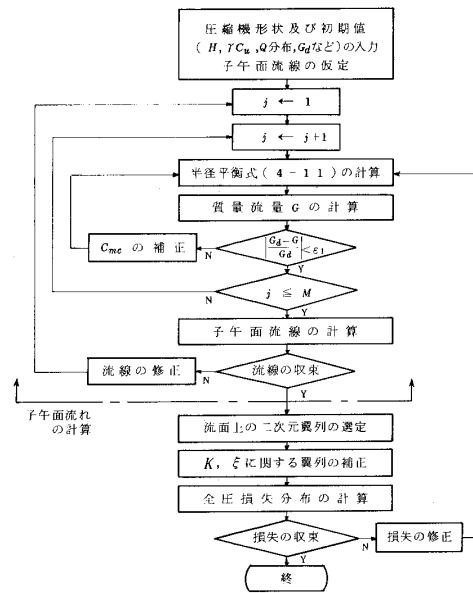 圧縮機形状及び初期値
( H, γCu, Q分布, Gdなど)の入力
子午面流線の仮定
j ← 1
j ← j+1
半径平衡式(4-11)の計算
質量流量 G の計算
|Gd-G/Gd|<ε1
Cmc の補正
N
Y
j ≦ M
N
Y
子午面流線の計算
流線の収束
流線の修正
N
Y
子午面流れ
の計算
流面上の二次元翼列の選定
K, ξに関する翼列の補正
全圧損失分布の計算
損失の収束
N
損失の修正
Y
終